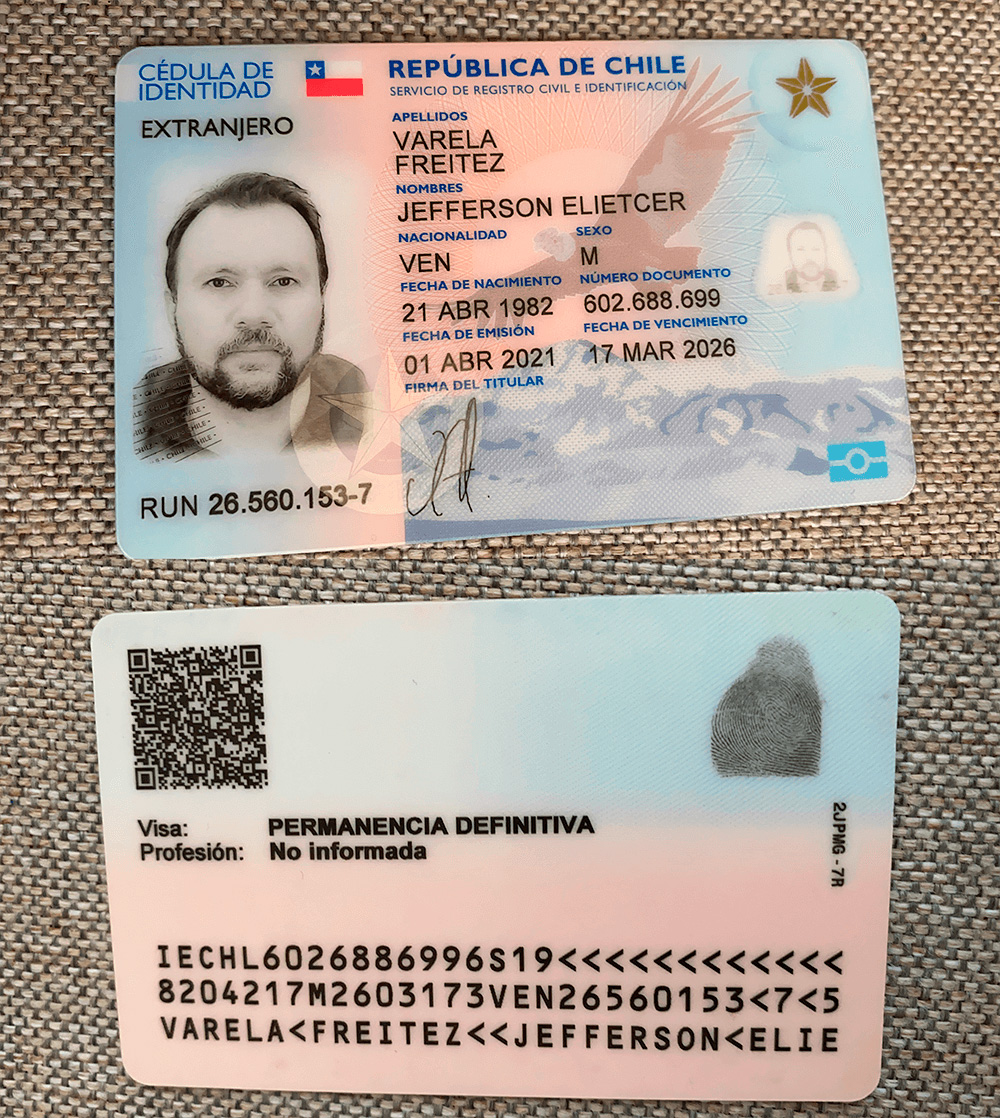 CÉDULA DE
IDENTIDAD
EXTRANJERO
REPÚBLICA DE CHILE
SERVICIO DE REGISTRO CIVIL E IDENTIFICACIÓN
APELLIDOS
VARELA
FREITEZ
NOMBRES
JEFFERSON ELIETCER
NACIONALIDAD SEXO
VEN M
FECHA DE NACIMIENTO NÚMERO DOCUMENTO
21 ABR 1982 602.688.699
FECHA DE EMISIÓN FECHA DE VENCIMIENTO
01 ABR 2021 17 MAR 2026
FIRMA DEL TITULAR
RUN 26.560.153-7
Visa: PERMANENCIA DEFINITIVA
Profesión: No informada
2JPMG - 7R
IECHL6026886996S19<<<<<<<<<<<<
8204217M2603173VEN26560153<7<5
VARELA<FREITEZ<<JEFFERSON<ELIE